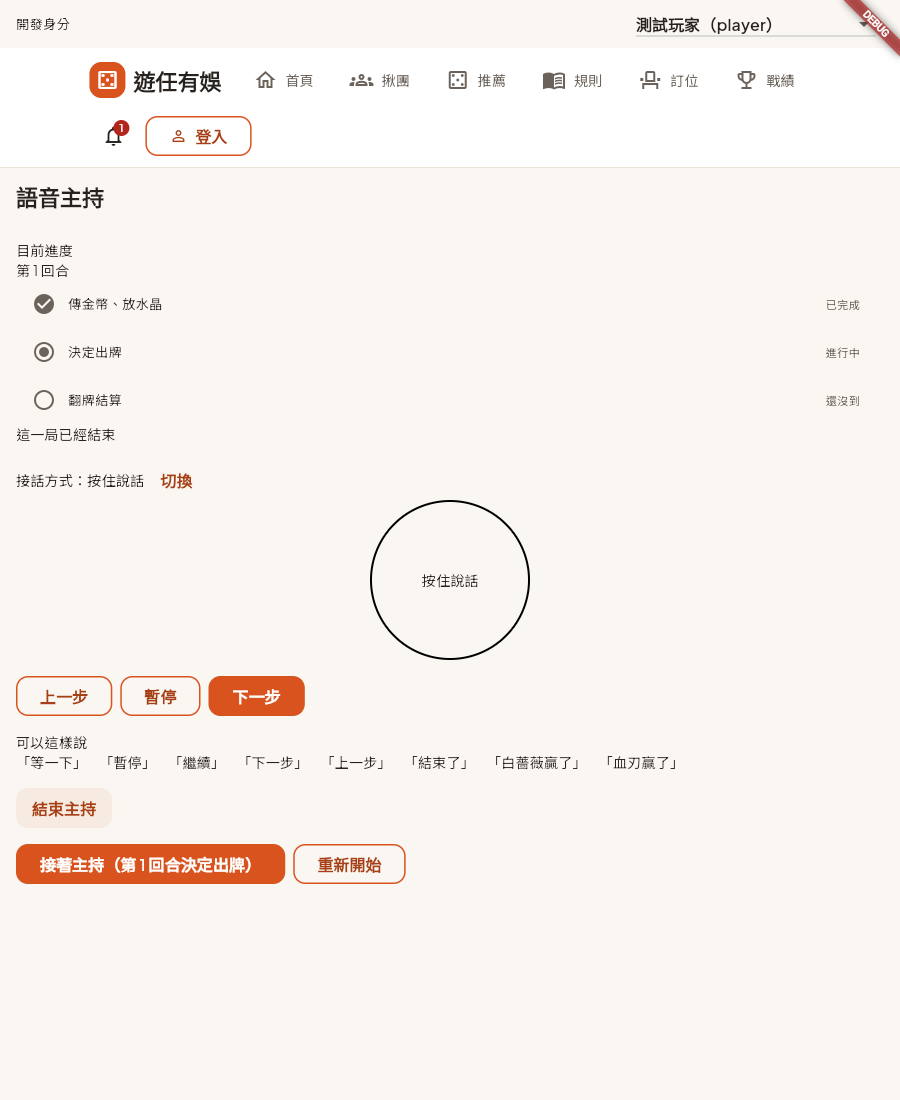 開發身分
測試玩家（player）
DEBUG
遊任有娛
首頁
揪團
推薦
規則
訂位
戰績
1
登入
語音主持
目前進度
第1回合
傳金幣、放水晶
已完成
決定出牌
進行中
翻牌結算
還沒到
這一局已經結束
接話方式：按住說話
切換
按住說話
上一步
暫停
下一步
可以這樣說
「等一下」 「暫停」 「繼續」 「下一步」 「上一步」 「結束了」 「白薔薇贏了」 「血刃贏了」
結束主持
接著主持（第1回合決定出牌）
重新開始